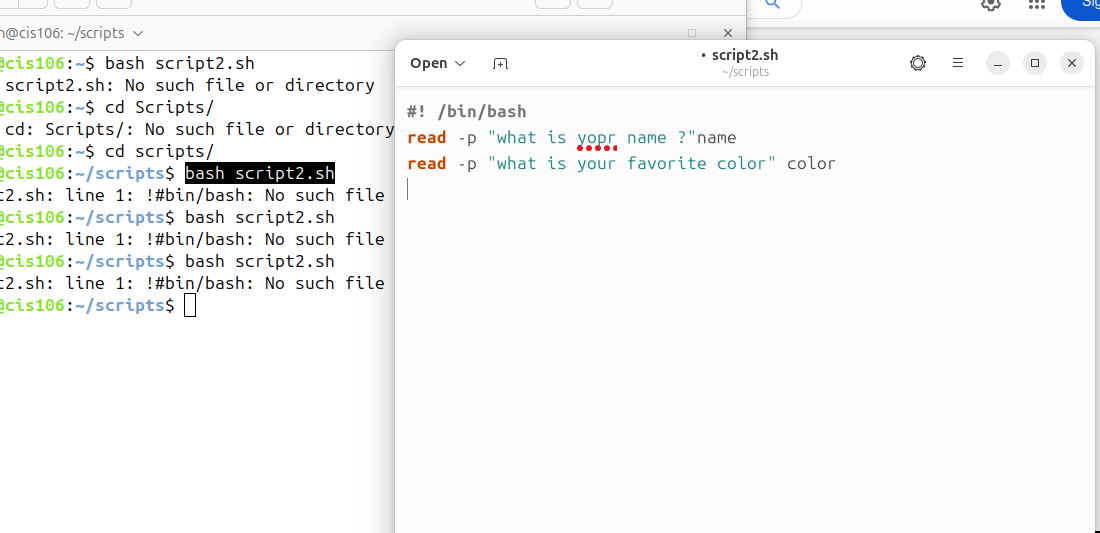 n@cis106: ~/scripts
@cis106:~$ bash script2.sh
script2.sh: No such file or directory
@cis106:~$ cd Scripts/
cd: Scripts/: No such file or directory
@cis106:~$ cd scripts/
@cis106:~/scripts$ bash script2.sh
t2.sh: line 1: !#bin/bash: No such file
@cis106:~/scripts$ bash script2.sh
t2.sh: line 1: !#bin/bash: No such file
@cis106:~/scripts$ bash script2.sh
t2.sh: line 1: !#bin/bash: No such file
@cis106:~/scripts$
Sig
Open
• script2.sh
~/scripts
#! /bin/bash
read -p "what is yopr name ?"name
read -p "what is your favorite color" color